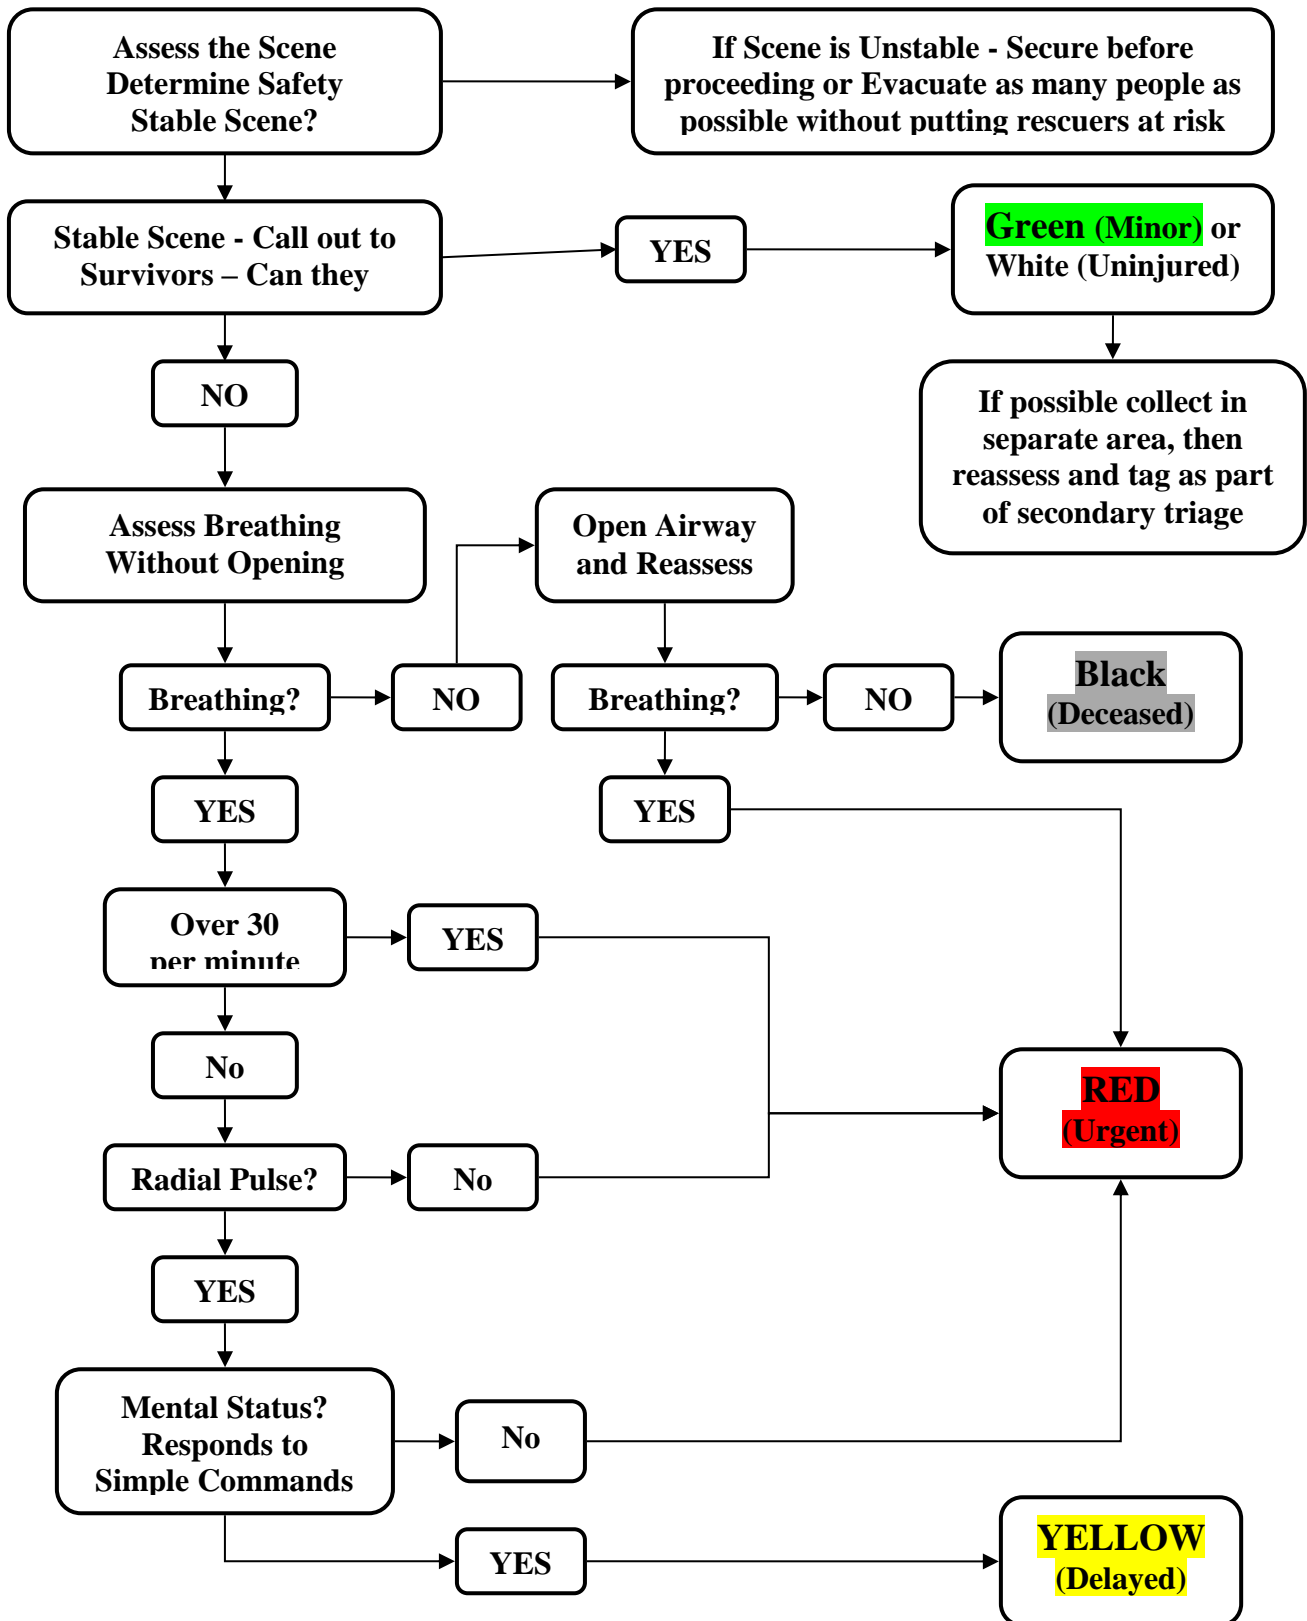 Assess the Scene
Determine Safety
Stable Scene?
If Scene is Unstable - Secure before
proceeding or Evacuate as many people as
possible without putting rescuers at risk
Stable Scene - Call out to
Survivors – Can they
YES
Green (Minor) or
White (Uninjured)
NO
If possible collect in
separate area, then
reassess and tag as part
of secondary triage
Assess Breathing
Without Opening
Open Airway
and Reassess
Breathing?
NO
Breathing?
NO
Black
(Deceased)
YES
YES
Over 30
per minute
YES
No
RED
(Urgent)
Radial Pulse?
No
YES
Mental Status?
Responds to
Simple Commands
No
YES
YELLOW
(Delayed)